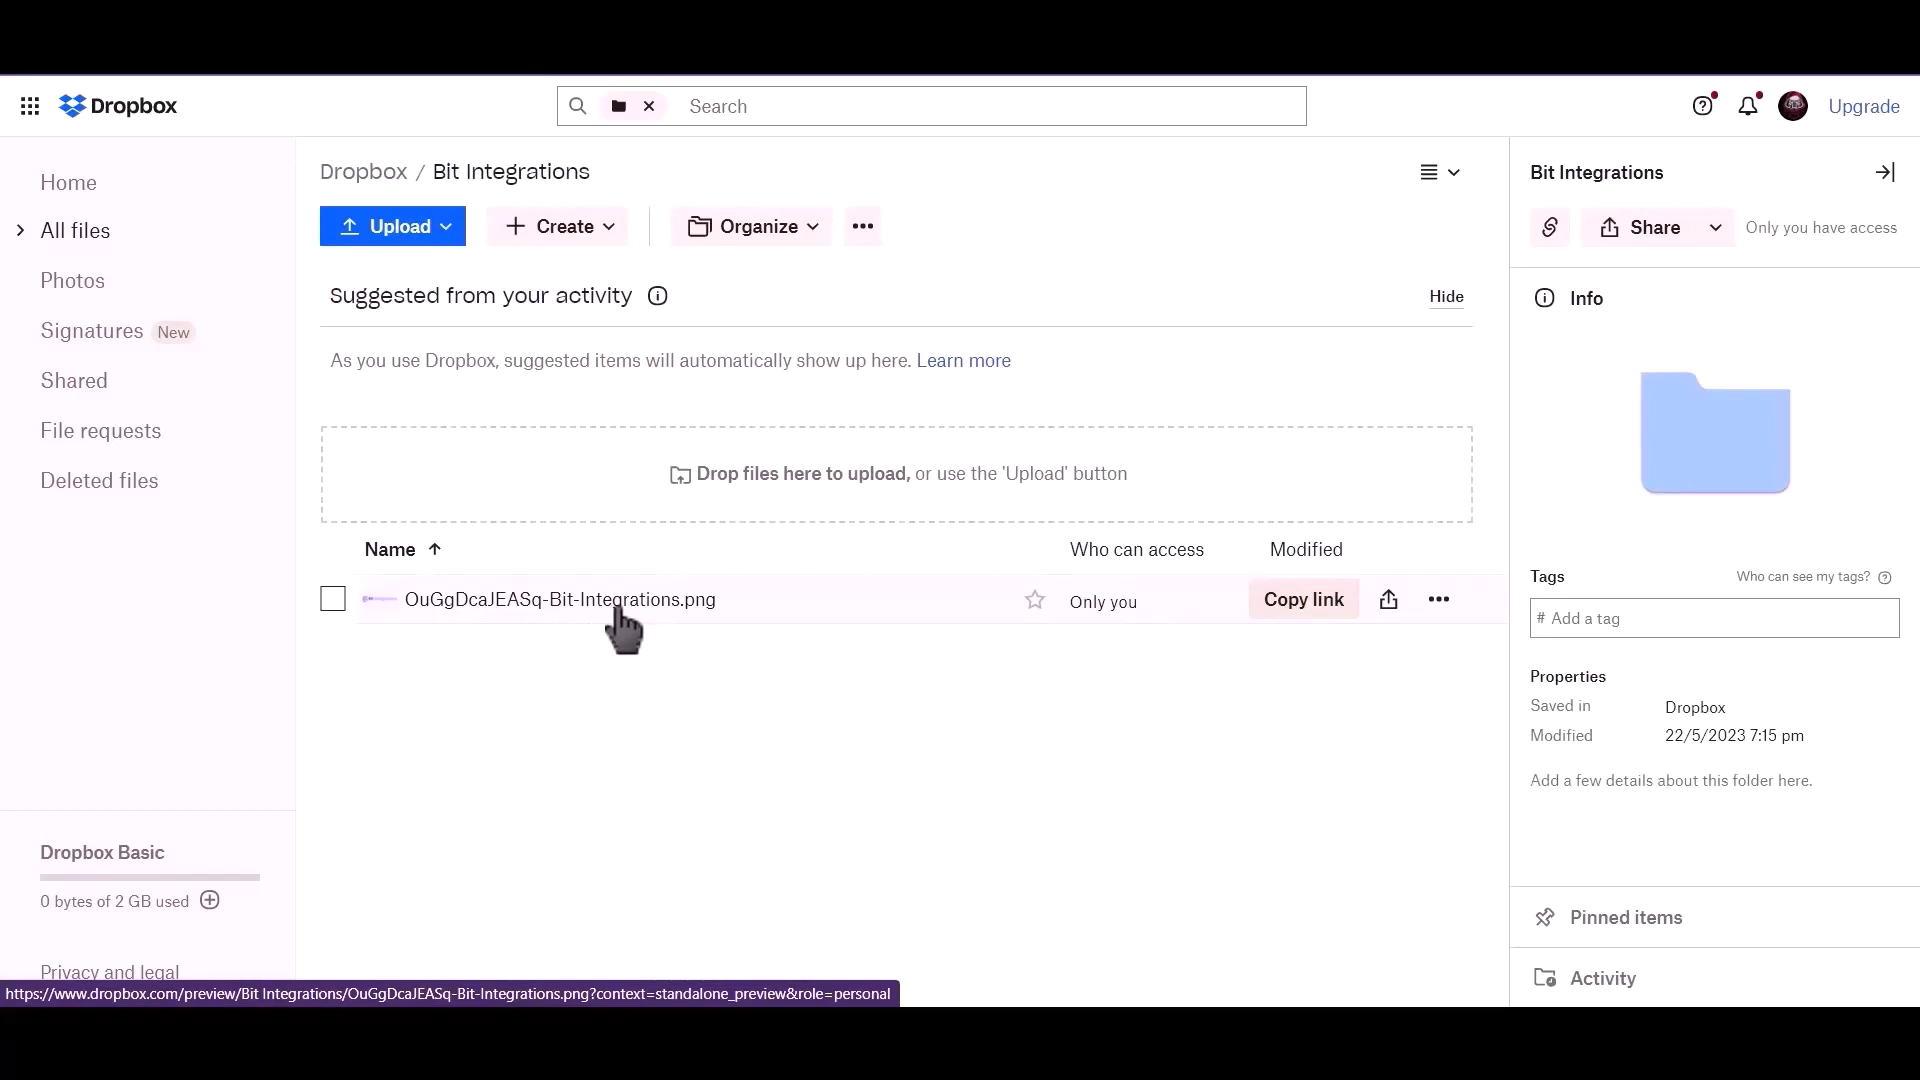 Dropbox
Search
Upgrade
Home
All files
Photos
Signatures New
Shared
File requests
Deleted files
Dropbox Basic
0 bytes of 2 GB used
Privacy and legal
Dropbox / Bit Integrations
Upload
Create
Organize
Suggested from your activity
Hide
As you use Dropbox, suggested items will automatically show up here. Learn more
Drop files here to upload, or use the 'Upload' button
Name Who can access Modified
OuGgDcaJEASq-Bit-Integrations.png Only you Copy link
Bit Integrations
Share Only you have access
Info
Tags Who can see my tags?
# Add a tag
Properties
Saved in Dropbox
Modified 22/5/2023 7:15 pm
Add a few details about this folder here.
Pinned items
Activity
https://www.dropbox.com/preview/Bit Integrations/OuGgDcaJEASq-Bit-Integrations.png?context=standalone_preview&role=personal